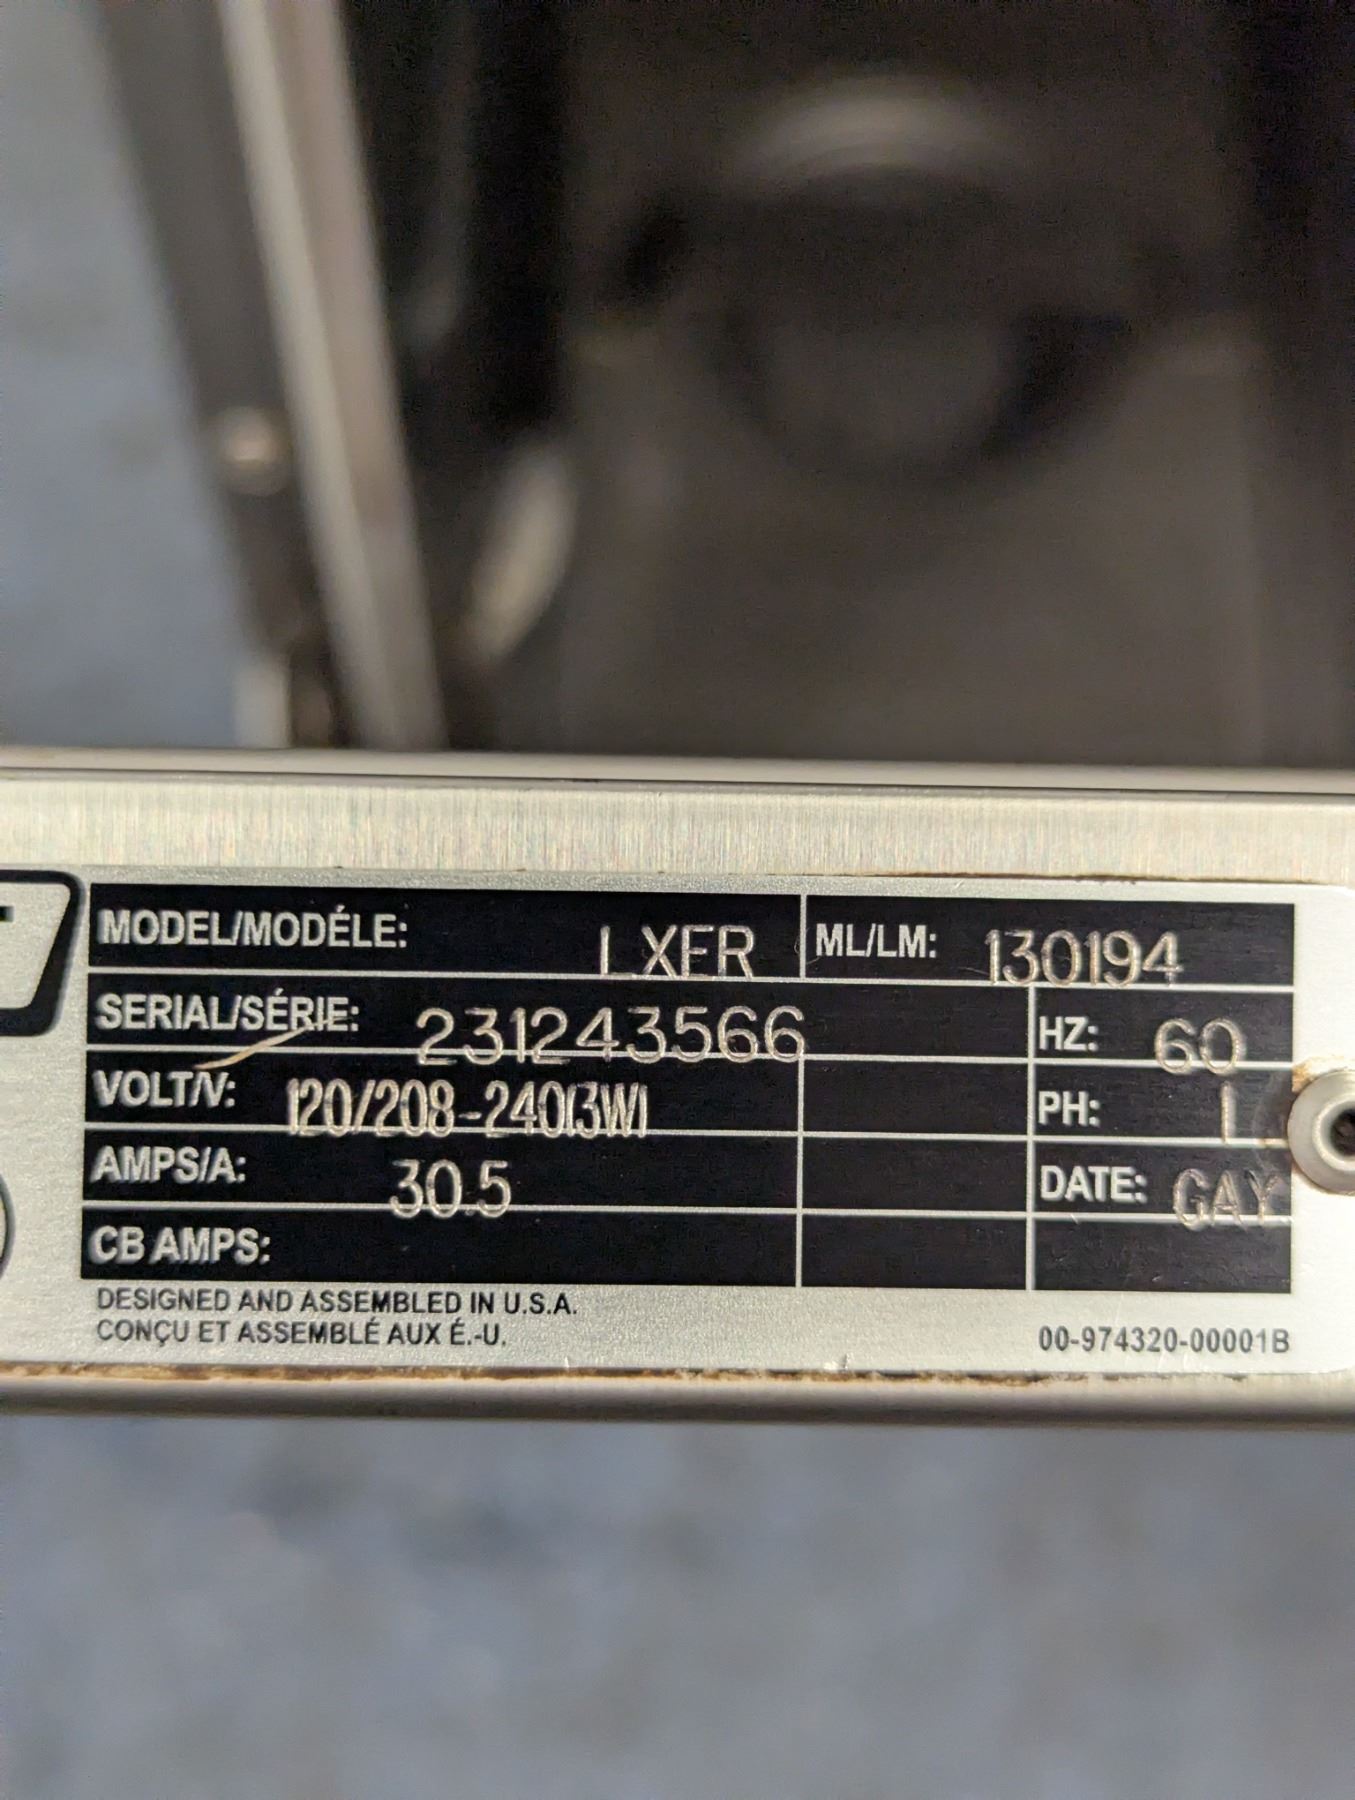 MODEL/MODÉLE: LXER ML/LM: 130194
SERIAL/SÉRIE: 231243566 HZ: 60
VOLT/V: 120/208-240(3W) PH: 1
AMPS/A: 30.5 DATE: GAY
CB AMPS:
DESIGNED AND ASSEMBLED IN U.S.A.
CONÇU ET ASSEMBLÉ AUX É.-U.
00-974320-00001B